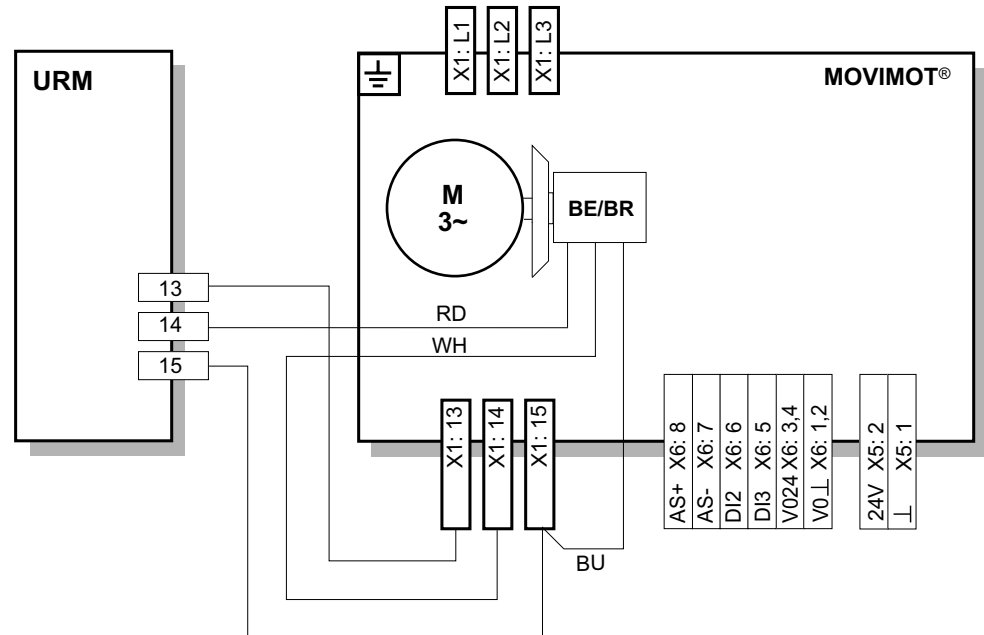 X1: L1
X1: L2
X1: L3
URM
MOVIMOT®
M
3~
BE/BR
13
14
15
RD
WH
X1: 13
X1: 14
X1: 15
AS+ X6: 8
AS- X6: 7
DI2 X6: 6
DI3 X6: 5
V024 X6: 3,4
V0⊥ X6: 1,2
24V X5: 2
⊥ X5: 1
BU